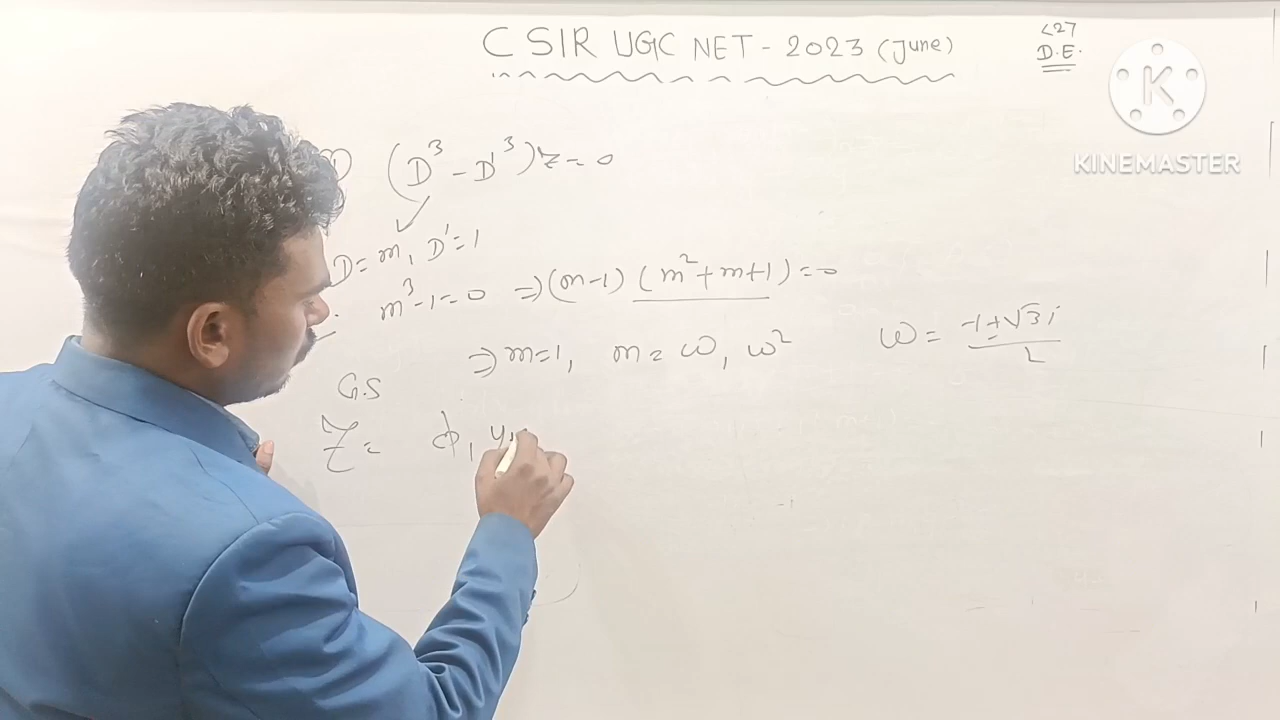 CSIR UGC NET - 2023 (June)
<27
D.E.
KINEMASTER
(D³ - D'³)z = 0
D = m, D' = 1
m³-1=0 ⇒ (m-1) (m²+m+1) = 0
⇒ m=1, m = ω, ω²
ω = -1+√3i / 2
G.S
Z = ϕ₁